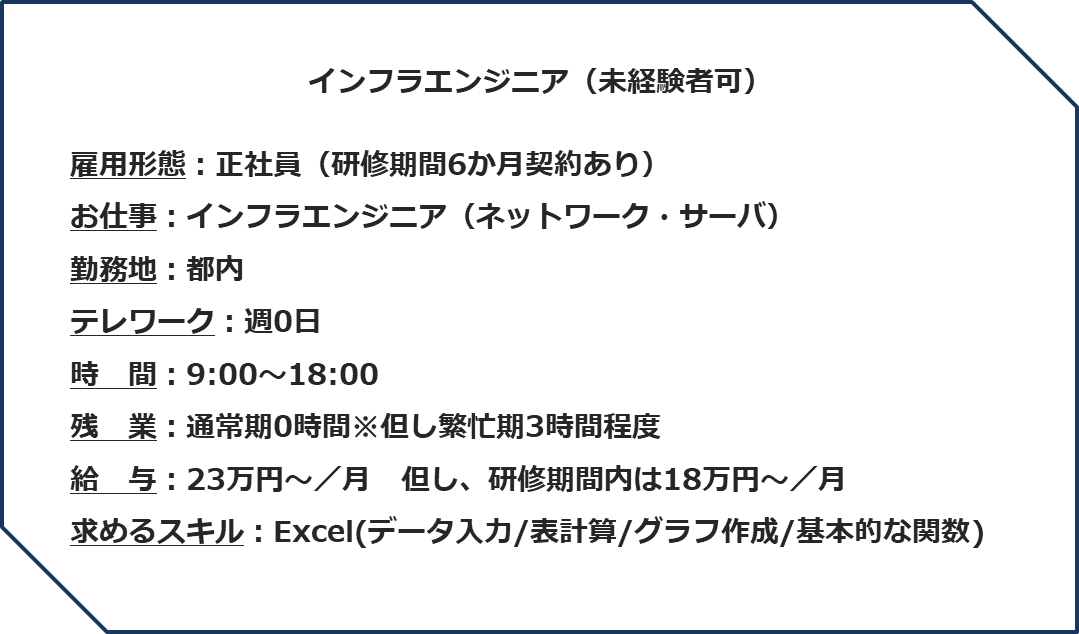 インフラエンジニア（未経験者可）
雇用形態：正社員（研修期間6か月契約あり）
お仕事：インフラエンジニア（ネットワーク・サーバ）
勤務地：都内
テレワーク：週0日
時　間：9:00～18:00
残　業：通常期0時間※但し繁忙期3時間程度
給　与：23万円～／月　但し、研修期間内は18万円～／月
求めるスキル：Excel(データ入力/表計算/グラフ作成/基本的な関数)